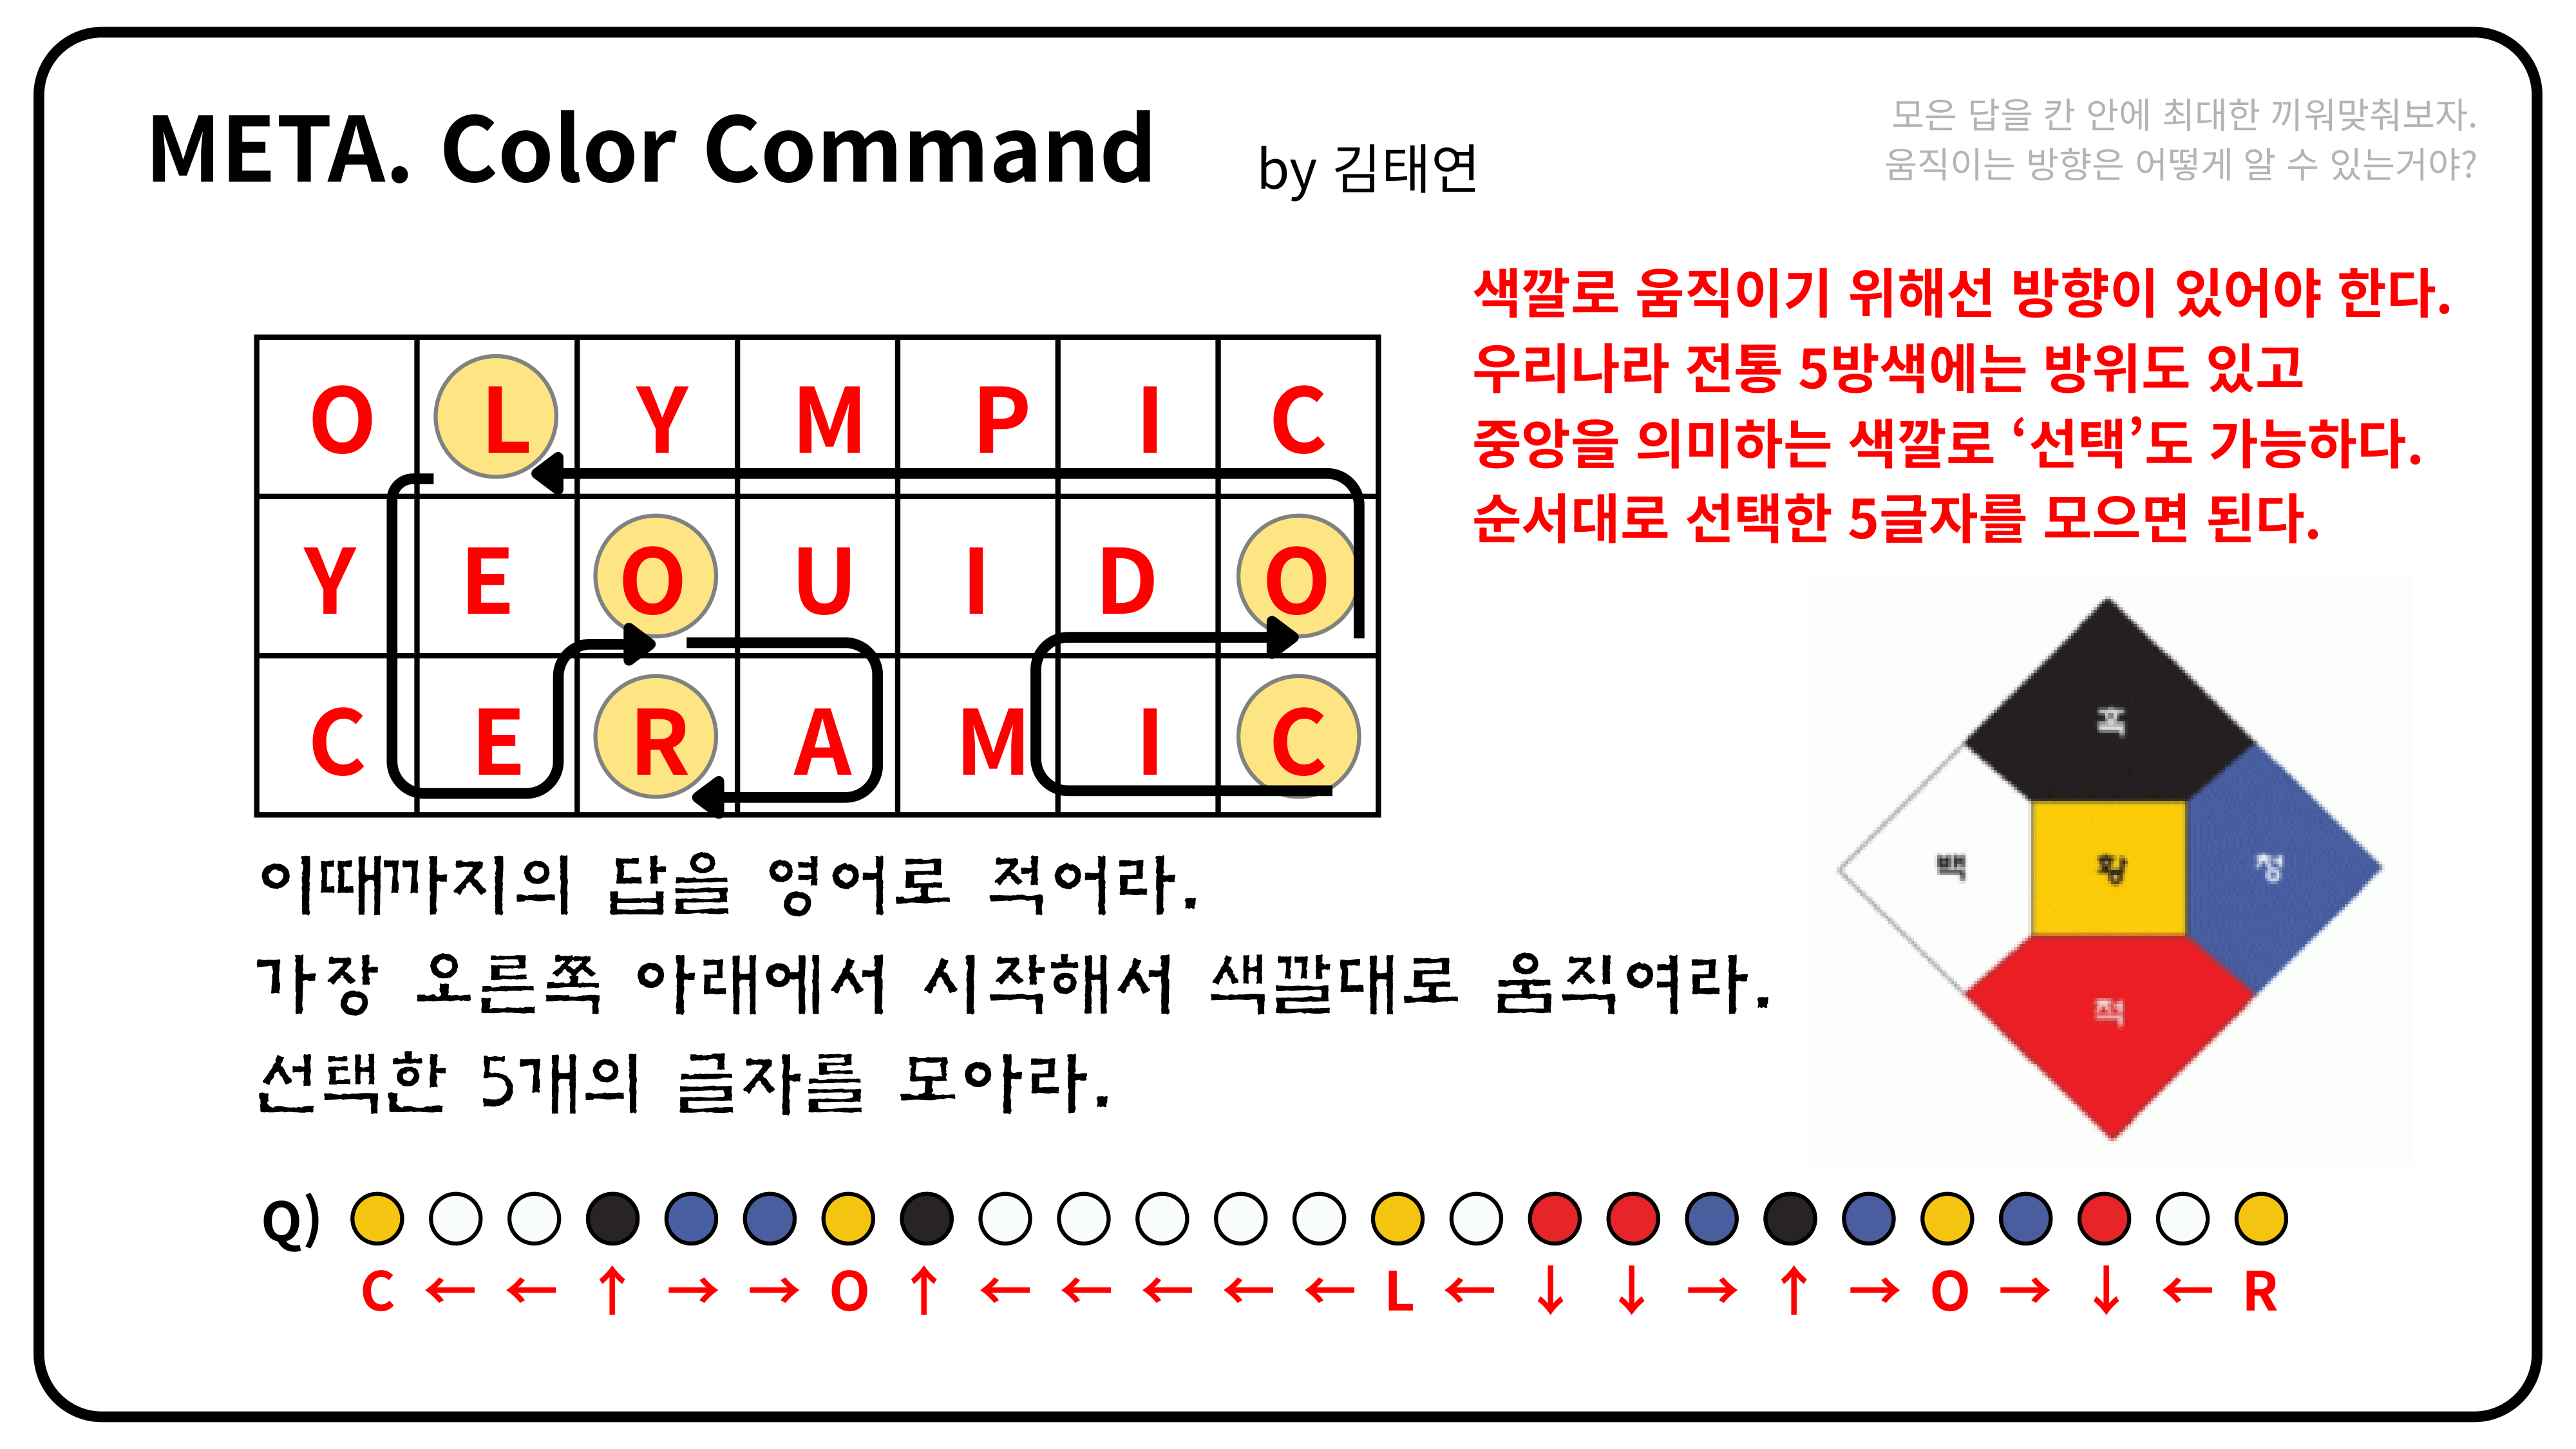 META. Color Command by 김태연
모은 답을 칸 안에 최대한 끼워맞춰보자.
움직이는 방향은 어떻게 알 수 있는거야?
색깔로 움직이기 위해선 방향이 있어야 한다.
우리나라 전통 5방색에는 방위도 있고
중앙을 의미하는 색깔로 ‘선택’도 가능하다.
순서대로 선택한 5글자를 모으면 된다.
O L Y M P I C
Y E O U I D O
C E R A M I C
흑
백 황 청
적
이때까지의 답을 영어로 적어라.
가장 오른쪽 아래에서 시작해서 색깔대로 움직여라.
선택한 5개의 글자를 모아라.
Q)
C ← ← ↑ → → O ↑ ← ← ← ← ← L ← ↓ ↓ → ↑ → O → ↓ ← R